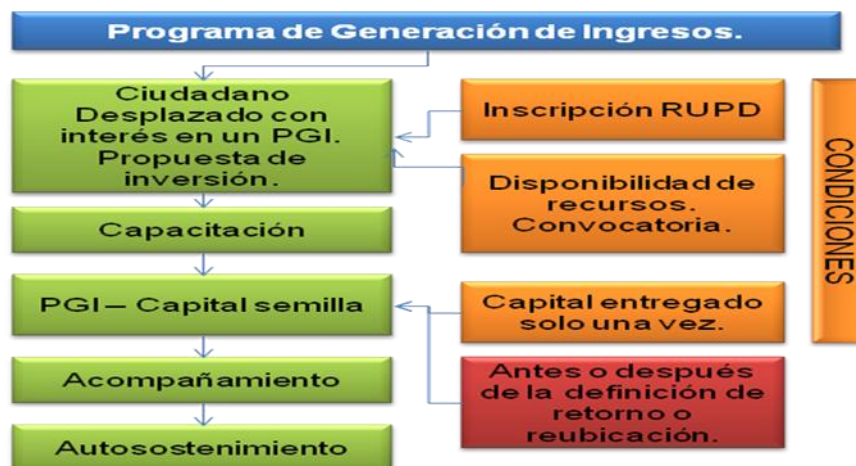 Programa de Generación de Ingresos.
Ciudadano
Desplazado con
interés en un PGI.
Propuesta de
inversión.
Inscripción RUPD
Disponibilidad de
recursos.
Convocatoria.
CONDICIONES
Capacitación
PGI – Capital semilla
Capital entregado
solo una vez.
Acompañamiento
Antes o después
de la definición de
retorno o
reubicación.
Autosostenimiento